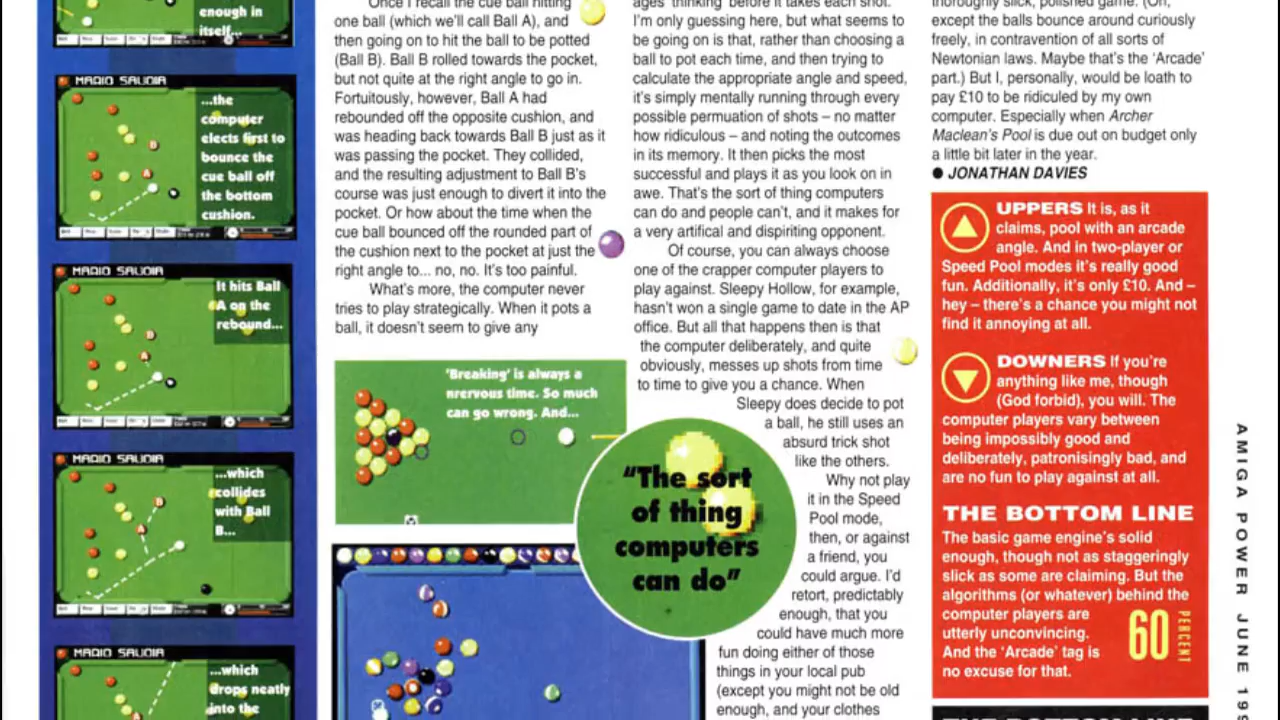 enough in
itself...
MARIO SALIDIA
...the
computer
elects first to
bounce the
cue ball off
the bottom
cushion.
It hits Ball
A on the
rebound...
...which
collides
with Ball
B...
...which
drops neatly
into the
Once I recall the cue ball hitting
one ball (which we'll call Ball A), and
then going on to hit the ball to be potted
(Ball B). Ball B rolled towards the pocket,
but not quite at the right angle to go in.
Fortuitously, however, Ball A had
rebounded off the opposite cushion, and
was heading back towards Ball B just as it
was passing the pocket. They collided,
and the resulting adjustment to Ball B's
course was just enough to divert it into the
pocket. Or how about the time when the
cue ball bounced off the rounded part of
the cushion next to the pocket at just the
right angle to... no, no. It's too painful.
What's more, the computer never
tries to play strategically. When it pots a
ball, it doesn't seem to give any
'Breaking' is always a
nrervous time. So much
can go wrong. And...
ages 'thinking' before it takes each shot.
I'm only guessing here, but what seems to
be going on is that, rather than choosing a
ball to pot each time, and then trying to
calculate the appropriate angle and speed,
it's simply mentally running through every
possible permuation of shots – no matter
how ridiculous – and noting the outcomes
in its memory. It then picks the most
successful and plays it as you look on in
awe. That's the sort of thing computers
can do and people can't, and it makes for
a very artifical and dispiriting opponent.
Of course, you can always choose
one of the crapper computer players to
play against. Sleepy Hollow, for example,
hasn't won a single game to date in the AP
office. But all that happens then is that
the computer deliberately, and quite
obviously, messes up shots from time
to time to give you a chance. When
Sleepy does decide to pot
a ball, he still uses an
absurd trick shot
like the others.
Why not play
it in the Speed
Pool mode,
then, or against
a friend, you
could argue. I'd
retort, predictably
enough, that you
could have much more
fun doing either of those
things in your local pub
(except you might not be old
enough, and your clothes
"The sort
of thing
computers
can do"
thoroughly slick, polished game. (Oh,
except the balls bounce around curiously
freely, in contravention of all sorts of
Newtonian laws. Maybe that's the 'Arcade'
part.) But I, personally, would be loath to
pay £10 to be ridiculed by my own
computer. Especially when Archer
Maclean's Pool is due out on budget only
a little bit later in the year.
● JONATHAN DAVIES
UPPERS It is, as it
claims, pool with an arcade
angle. And in two-player or
Speed Pool modes it's really good
fun. Additionally, it's only £10. And –
hey – there's a chance you might not
find it annoying at all.
DOWNERS If you're
anything like me, though
(God forbid), you will. The
computer players vary between
being impossibly good and
deliberately, patronisingly bad, and
are no fun to play against at all.
THE BOTTOM LINE
The basic game engine's solid
enough, though not as staggeringly
slick as some are claiming. But the
algorithms (or whatever) behind the
computer players are
utterly unconvincing.
And the 'Arcade' tag is
no excuse for that.
60 PERCENT
THE BOTTOM LINE
AMIGA POWER JUNE 199